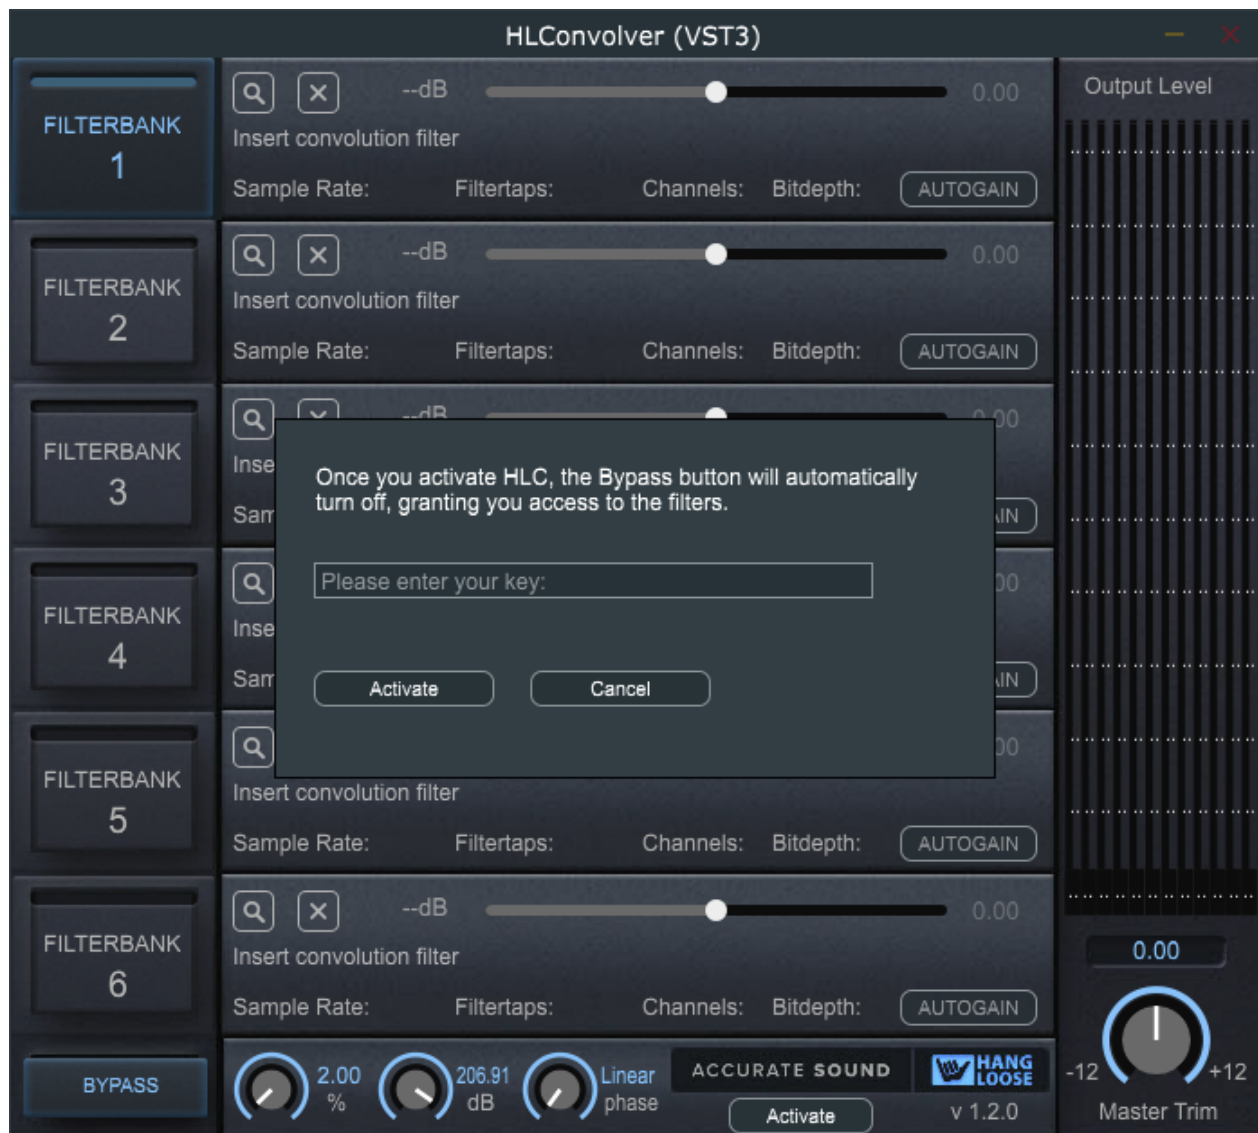 HLConvolver (VST3)
FILTERBANK
1
--dB
0.00
Insert convolution filter
Sample Rate: Filtertaps: Channels: Bitdepth: AUTOGAIN
Output Level
FILTERBANK
2
--dB
0.00
Insert convolution filter
Sample Rate: Filtertaps: Channels: Bitdepth: AUTOGAIN
FILTERBANK
3
FILTERBANK
4
Once you activate HLC, the Bypass button will automatically
turn off, granting you access to the filters.
Please enter your key:
Activate Cancel
FILTERBANK
5
Insert convolution filter
Sample Rate: Filtertaps: Channels: Bitdepth: AUTOGAIN
FILTERBANK
6
--dB
0.00
Insert convolution filter
Sample Rate: Filtertaps: Channels: Bitdepth: AUTOGAIN
BYPASS
2.00
%
206.91
dB
Linear
phase
ACCURATE SOUND
HANG
LOOSE
Activate
v 1.2.0
0.00
-12 +12
Master Trim